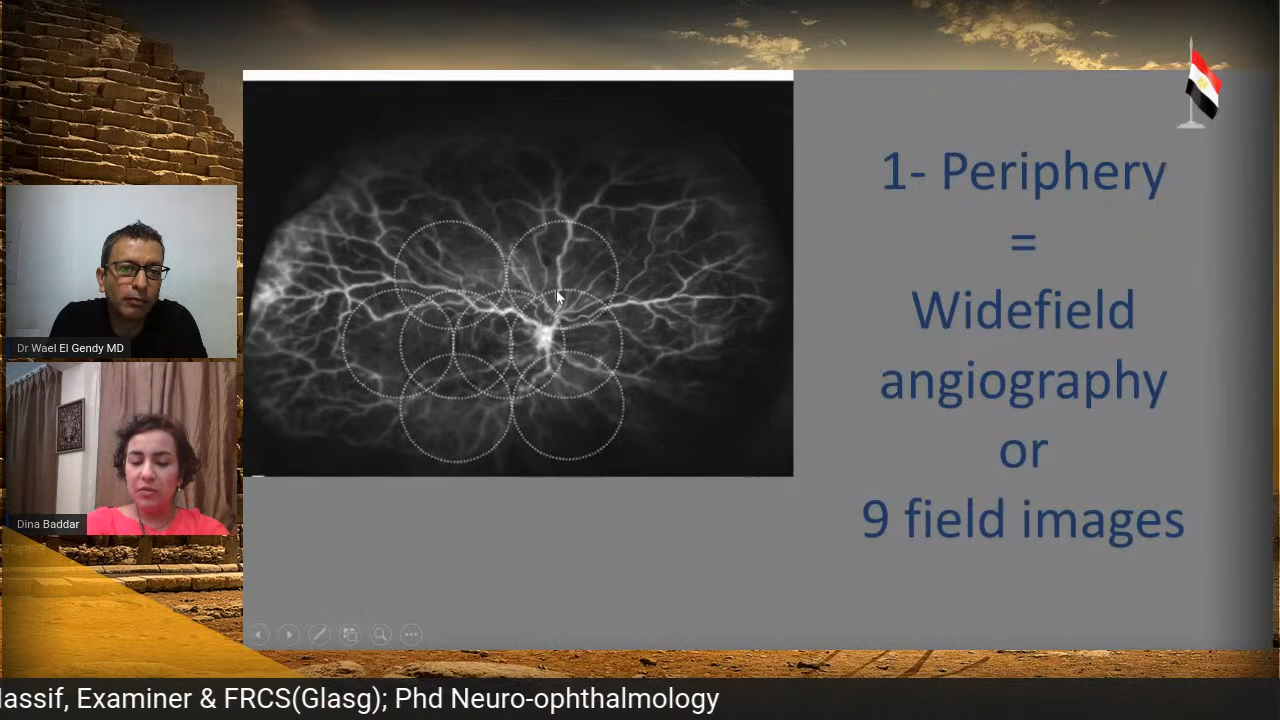 1- Periphery
=
Widefield
angiography
or
9 field images
Dr Wael El Gendy MD
Dina Baddar
Examiner & FRCS(Glasg); Phd Neuro-ophthalmology